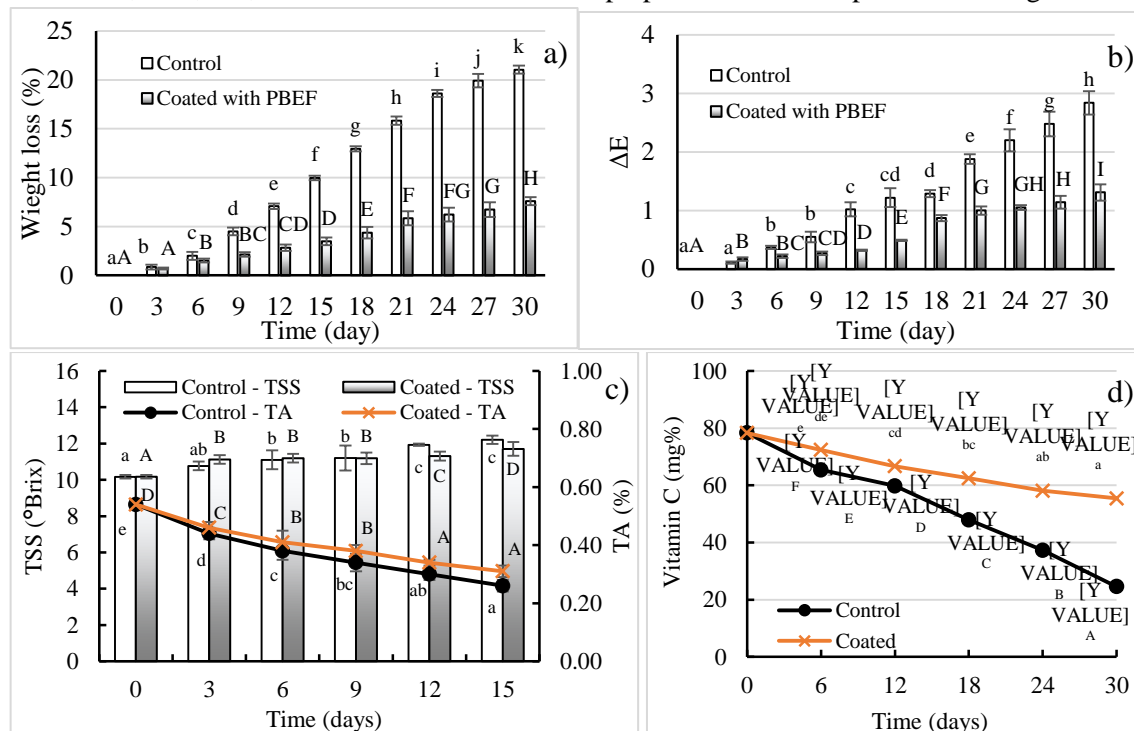 a)
Wieght loss (%)
25
20
15
10
5
0
Control
Coated with PBEF
aA b A c B d BC e CD f D g E h F i FG j G k H
0 3 6 9 12 15 18 21 24 27 30
Time (day)
b)
ΔE
4
3
2
1
0
Control
Coated with PBEF
aA a B b BC b CD c D cd E d F e G f GH g H h I
0 3 6 9 12 15 18 21 24 27 30
Time (day)
c)
TSS (°Brix)
16
14
12
10
8
6
4
2
0
Control - TSS Coated - TSS
Control - TA Coated - TA
a A ab B b B b B c C c D
D C B B A A
e d c bc ab a
1.00
0.80
0.60
0.40
0.20
0.00
TA (%)
0 3 6 9 12 15
Time (days)
d)
Vitamin C (mg%)
100
80
60
40
20
0
[Y
VALUE]
e
[Y
VALUE]
de
[Y
VALUE]
cd
[Y
VALUE]
bc
[Y
VALUE]
ab
[Y
VALUE]
a
[Y
VALUE]
F
[Y
VALUE]
E
[Y
VALUE]
D
[Y
VALUE]
C
[Y
VALUE]
B
[Y
VALUE]
A
Control
Coated
0 6 12 18 24 30
Time (days)